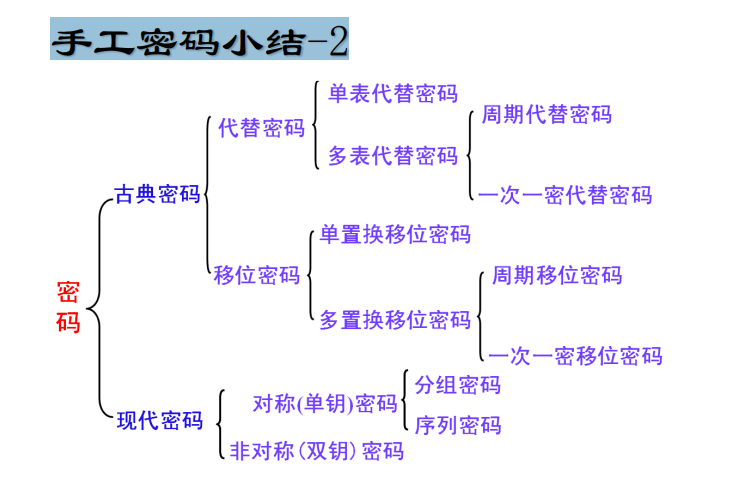 手工密码小结-2
单表代替密码
周期代替密码
代替密码
多表代替密码
古典密码
一次一密代替密码
单置换移位密码
移位密码
周期移位密码
密
码
多置换移位密码
一次一密移位密码
分组密码
对称(单钥)密码
现代密码
序列密码
非对称(双钥)密码